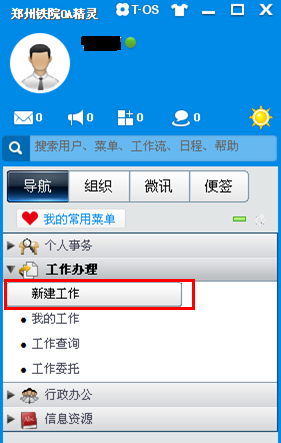 郑州铁院OA精灵 T-OS
0 0 0 0
搜索用户、菜单、工作流、日程、帮助
导航 组织 微讯 便签
我的常用菜单
个人事务
工作办理
新建工作
我的工作
工作查询
工作委托
行政办公
信息资源